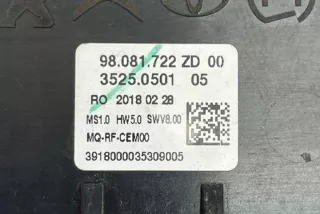 98.081.722 ZD 00
3525.0501 05
RO 2018 02 28
MS1.0 HW5.0 SWV8.00
MQ-RF-CEM00
3918000035309005